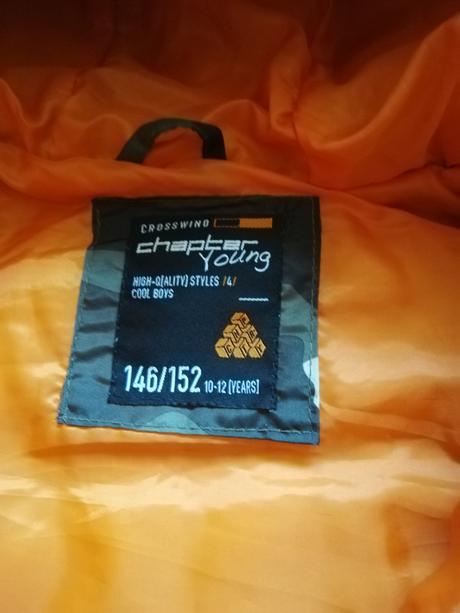 CROSSWIND
chapter
Young
HIGH-Q[ALITY] STYLES /4/
COOL BOYS
146/152 10-12 [YEARS]